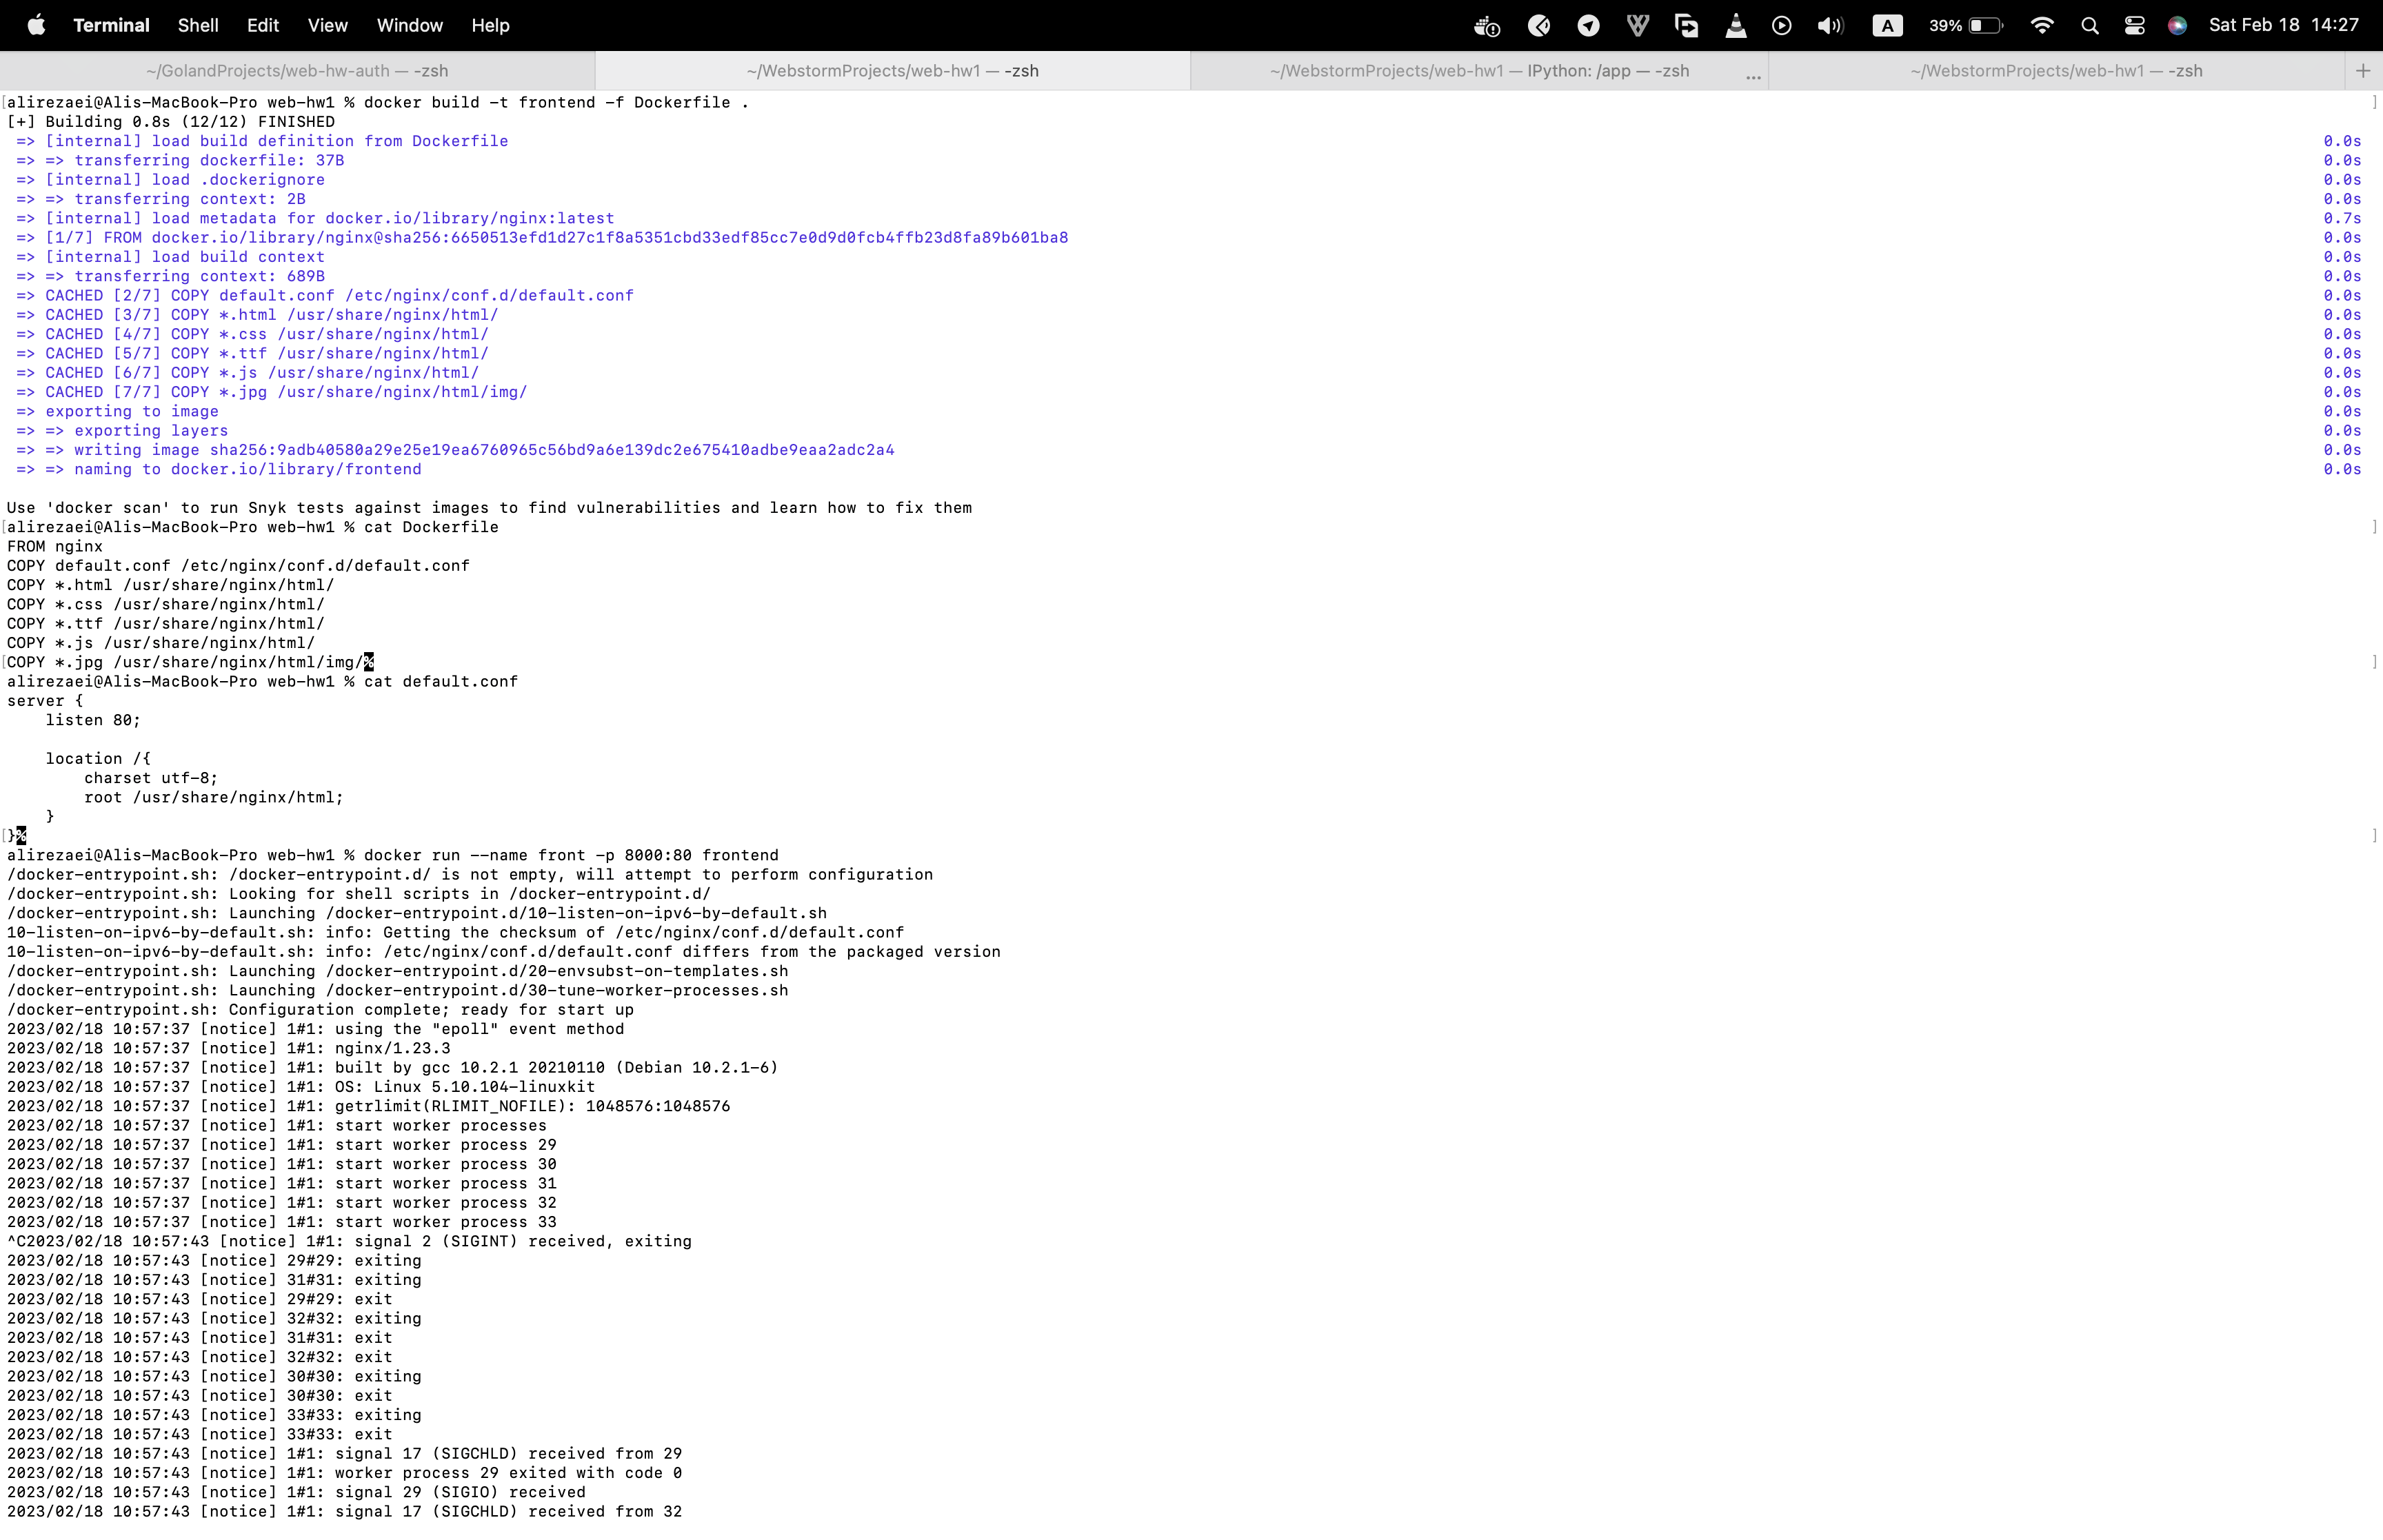 Terminal Shell Edit View Window Help A 39% Sat Feb 18 14:27
~/GolandProjects/web-hw-auth — -zsh ~/WebstormProjects/web-hw1 — -zsh ~/WebstormProjects/web-hw1 — IPython: /app — -zsh ... ~/WebstormProjects/web-hw1 — -zsh +
[alirezaei@Alis-MacBook-Pro web-hw1 % docker build -t frontend -f Dockerfile . ]
[+] Building 0.8s (12/12) FINISHED
=> [internal] load build definition from Dockerfile 0.0s
=> => transferring dockerfile: 37B 0.0s
=> [internal] load .dockerignore 0.0s
=> => transferring context: 2B 0.0s
=> [internal] load metadata for docker.io/library/nginx:latest 0.7s
=> [1/7] FROM docker.io/library/nginx@sha256:6650513efd1d27c1f8a5351cbd33edf85cc7e0d9d0fcb4ffb23d8fa89b601ba8 0.0s
=> [internal] load build context 0.0s
=> => transferring context: 689B 0.0s
=> CACHED [2/7] COPY default.conf /etc/nginx/conf.d/default.conf 0.0s
=> CACHED [3/7] COPY *.html /usr/share/nginx/html/ 0.0s
=> CACHED [4/7] COPY *.css /usr/share/nginx/html/ 0.0s
=> CACHED [5/7] COPY *.ttf /usr/share/nginx/html/ 0.0s
=> CACHED [6/7] COPY *.js /usr/share/nginx/html/ 0.0s
=> CACHED [7/7] COPY *.jpg /usr/share/nginx/html/img/ 0.0s
=> exporting to image 0.0s
=> => exporting layers 0.0s
=> => writing image sha256:9adb40580a29e25e19ea6760965c56bd9a6e139dc2e675410adbe9eaa2adc2a4 0.0s
=> => naming to docker.io/library/frontend 0.0s
Use 'docker scan' to run Snyk tests against images to find vulnerabilities and learn how to fix them
[alirezaei@Alis-MacBook-Pro web-hw1 % cat Dockerfile ]
FROM nginx
COPY default.conf /etc/nginx/conf.d/default.conf
COPY *.html /usr/share/nginx/html/
COPY *.css /usr/share/nginx/html/
COPY *.ttf /usr/share/nginx/html/
COPY *.js /usr/share/nginx/html/
[COPY *.jpg /usr/share/nginx/html/img/% ]
alirezaei@Alis-MacBook-Pro web-hw1 % cat default.conf
server {
    listen 80;
    location /{
        charset utf-8;
        root /usr/share/nginx/html;
    }
[}% ]
alirezaei@Alis-MacBook-Pro web-hw1 % docker run --name front -p 8000:80 frontend
/docker-entrypoint.sh: /docker-entrypoint.d/ is not empty, will attempt to perform configuration
/docker-entrypoint.sh: Looking for shell scripts in /docker-entrypoint.d/
/docker-entrypoint.sh: Launching /docker-entrypoint.d/10-listen-on-ipv6-by-default.sh
10-listen-on-ipv6-by-default.sh: info: Getting the checksum of /etc/nginx/conf.d/default.conf
10-listen-on-ipv6-by-default.sh: info: /etc/nginx/conf.d/default.conf differs from the packaged version
/docker-entrypoint.sh: Launching /docker-entrypoint.d/20-envsubst-on-templates.sh
/docker-entrypoint.sh: Launching /docker-entrypoint.d/30-tune-worker-processes.sh
/docker-entrypoint.sh: Configuration complete; ready for start up
2023/02/18 10:57:37 [notice] 1#1: using the "epoll" event method
2023/02/18 10:57:37 [notice] 1#1: nginx/1.23.3
2023/02/18 10:57:37 [notice] 1#1: built by gcc 10.2.1 20210110 (Debian 10.2.1-6)
2023/02/18 10:57:37 [notice] 1#1: OS: Linux 5.10.104-linuxkit
2023/02/18 10:57:37 [notice] 1#1: getrlimit(RLIMIT_NOFILE): 1048576:1048576
2023/02/18 10:57:37 [notice] 1#1: start worker processes
2023/02/18 10:57:37 [notice] 1#1: start worker process 29
2023/02/18 10:57:37 [notice] 1#1: start worker process 30
2023/02/18 10:57:37 [notice] 1#1: start worker process 31
2023/02/18 10:57:37 [notice] 1#1: start worker process 32
2023/02/18 10:57:37 [notice] 1#1: start worker process 33
^C2023/02/18 10:57:43 [notice] 1#1: signal 2 (SIGINT) received, exiting
2023/02/18 10:57:43 [notice] 29#29: exiting
2023/02/18 10:57:43 [notice] 31#31: exiting
2023/02/18 10:57:43 [notice] 29#29: exit
2023/02/18 10:57:43 [notice] 32#32: exiting
2023/02/18 10:57:43 [notice] 31#31: exit
2023/02/18 10:57:43 [notice] 32#32: exit
2023/02/18 10:57:43 [notice] 30#30: exiting
2023/02/18 10:57:43 [notice] 30#30: exit
2023/02/18 10:57:43 [notice] 33#33: exiting
2023/02/18 10:57:43 [notice] 33#33: exit
2023/02/18 10:57:43 [notice] 1#1: signal 17 (SIGCHLD) received from 29
2023/02/18 10:57:43 [notice] 1#1: worker process 29 exited with code 0
2023/02/18 10:57:43 [notice] 1#1: signal 29 (SIGIO) received
2023/02/18 10:57:43 [notice] 1#1: signal 17 (SIGCHLD) received from 32